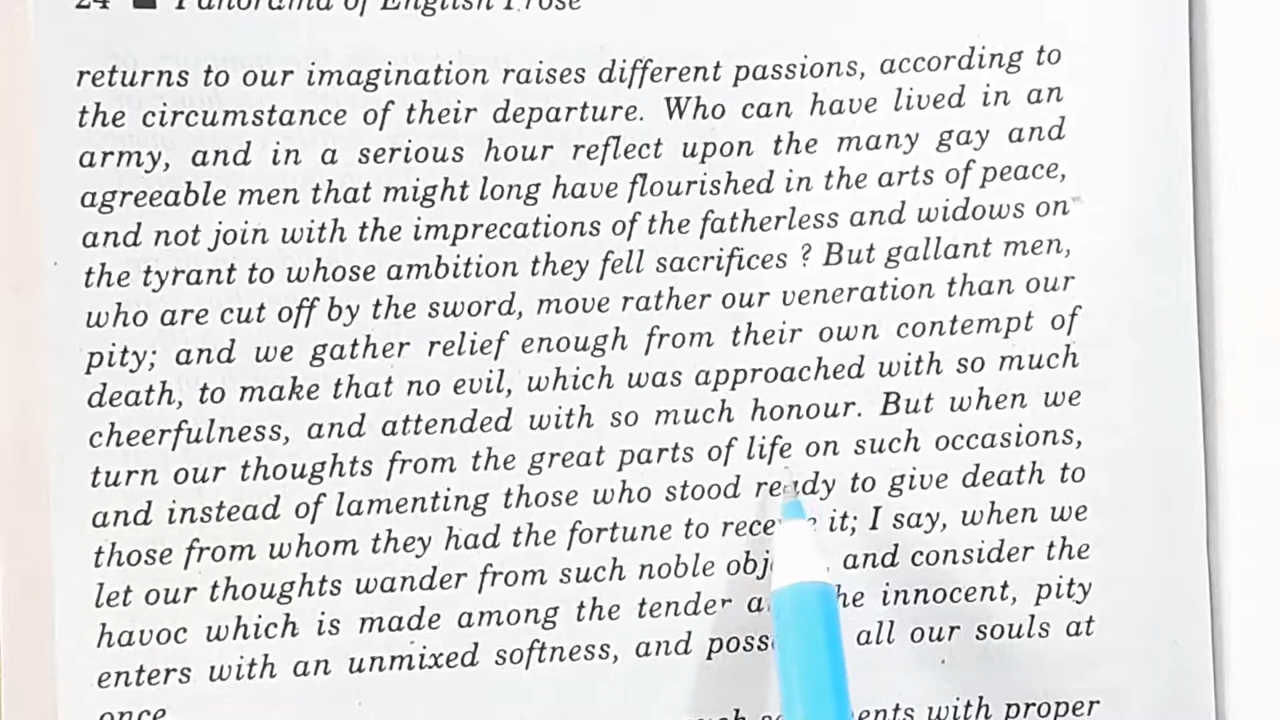 24 ■ Panorama of English Prose
returns to our imagination raises different passions, according to
the circumstance of their departure. Who can have lived in an
army, and in a serious hour reflect upon the many gay and
agreeable men that might long have flourished in the arts of peace,
and not join with the imprecations of the fatherless and widows on
the tyrant to whose ambition they fell sacrifices ? But gallant men,
who are cut off by the sword, move rather our veneration than our
pity; and we gather relief enough from their own contempt of
death, to make that no evil, which was approached with so much
cheerfulness, and attended with so much honour. But when we
turn our thoughts from the great parts of life on such occasions,
and instead of lamenting those who stood ready to give death to
those from whom they had the fortune to receive it; I say, when we
let our thoughts wander from such noble and consider the
havoc which is made among the tender innocent, pity
enters with an unmixed softness, and all our souls at
once
with proper